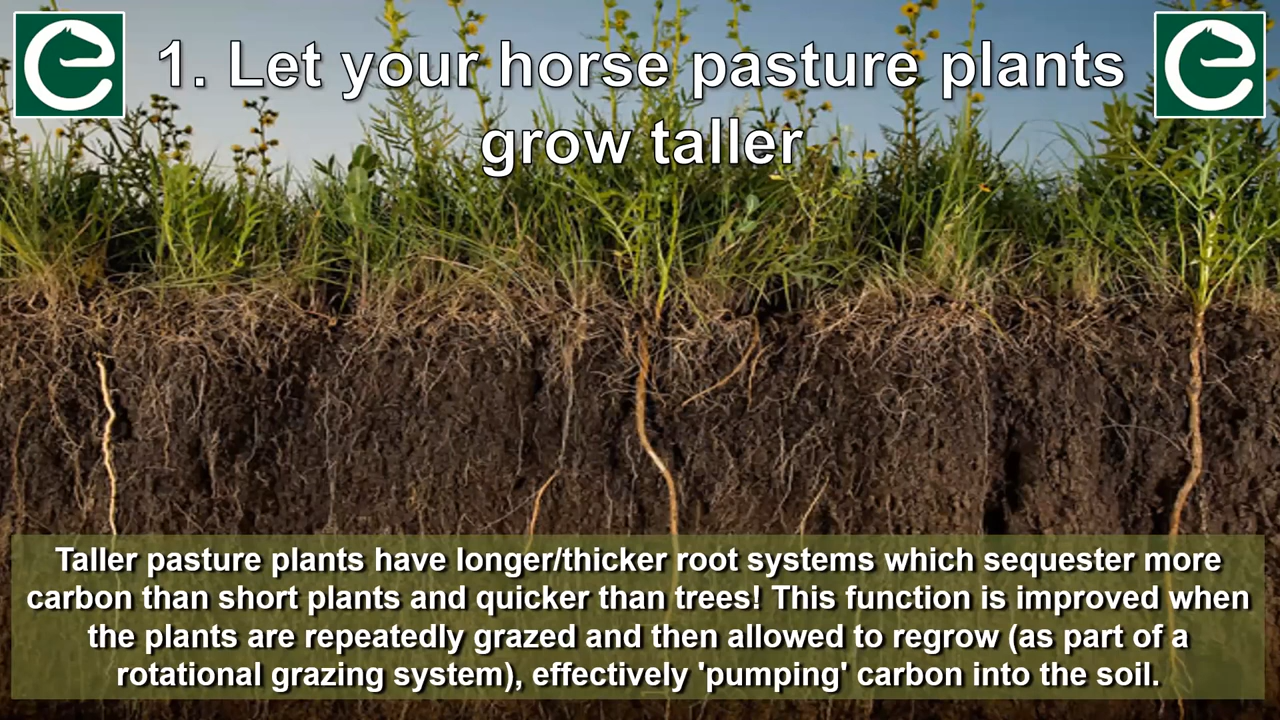 1. Let your horse pasture plants
grow taller
Taller pasture plants have longer/thicker root systems which sequester more
carbon than short plants and quicker than trees! This function is improved when
the plants are repeatedly grazed and then allowed to regrow (as part of a
rotational grazing system), effectively 'pumping' carbon into the soil.